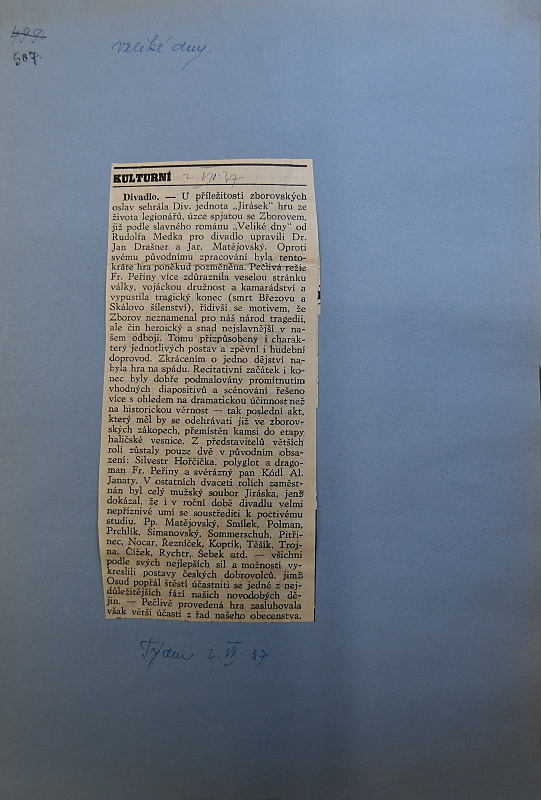 499
507.
Veliké dny.
KULTURNÍ 2. VII. 37
Divadlo. — U příležitosti zborovských
oslav sehrála Div. jednota „Jirásek" hru ze
života legionářů, úzce spjatou se Zborovem,
již podle slavného románu „Veliké dny" od
Rudolfa Medka pro divadlo upravili Dr.
Jan Drašner a Jar. Matějovský. Oproti
svému původnímu zpracování byla tento-
kráte hra poněkud pozměněna. Pečlivá režie
Fr. Peřiny více zdůraznila veselou stránku
války, vojáckou družnost a kamarádství a
vypustila tragický konec (smrt Březovu a
Skálovo šílenství), řídivši se motivem, že
Zborov neznamenal pro náš národ tragedii,
ale čin heroický a snad nejslavnější v na-
šem odboji. Tomu přizpůsobeny i charak-
tery jednotlivých postav a zpěvní i hudební
doprovod. Zkrácením o jedno dějství na-
byla hra na spádu. Recitativní začátek i ko-
nec byly dobře podmalovány promítnutím
vhodných diapositivů a scénování řešeno
více s ohledem na dramatickou účinnost než
na historickou věrnost — tak poslední akt,
který měl by se odehrávati již ve zborov-
ských zákopech, přemístěn kamsi do etapy
haličské vesnice. Z představitelů větších
rolí zůstaly pouze dvě v původním obsa-
zení: Silvestr Hořčička, polyglot a drago-
man Fr. Peřiny a svérázný pan Kódl Al.
Janaty. V ostatních dvaceti rolích zaměst-
nán byl celý mužský soubor Jiráska, jenž
dokázal, že i v roční době divadlu velmi
nepříznivé umí se soustřediti k poctivému
studiu. Pp. Matějovský, Smílek, Polman,
Prchlík, Šimanovský, Sommerschuh, Pitři-
nec, Nocar, Řezníček, Koptík, Těšík, Troj-
na, Čížek, Rychtr, Šebek atd. — všichni
podle svých nejlepších sil a možností vy-
kreslili postavy českých dobrovolců, jimž
Osud popřál štěstí účastniti se jedné z nej-
důležitějších fází našich novodobých dě-
jin. — Pečlivě provedená hra zasluhovala
však větší účasti z řad našeho obecenstva.
2. VII. 37